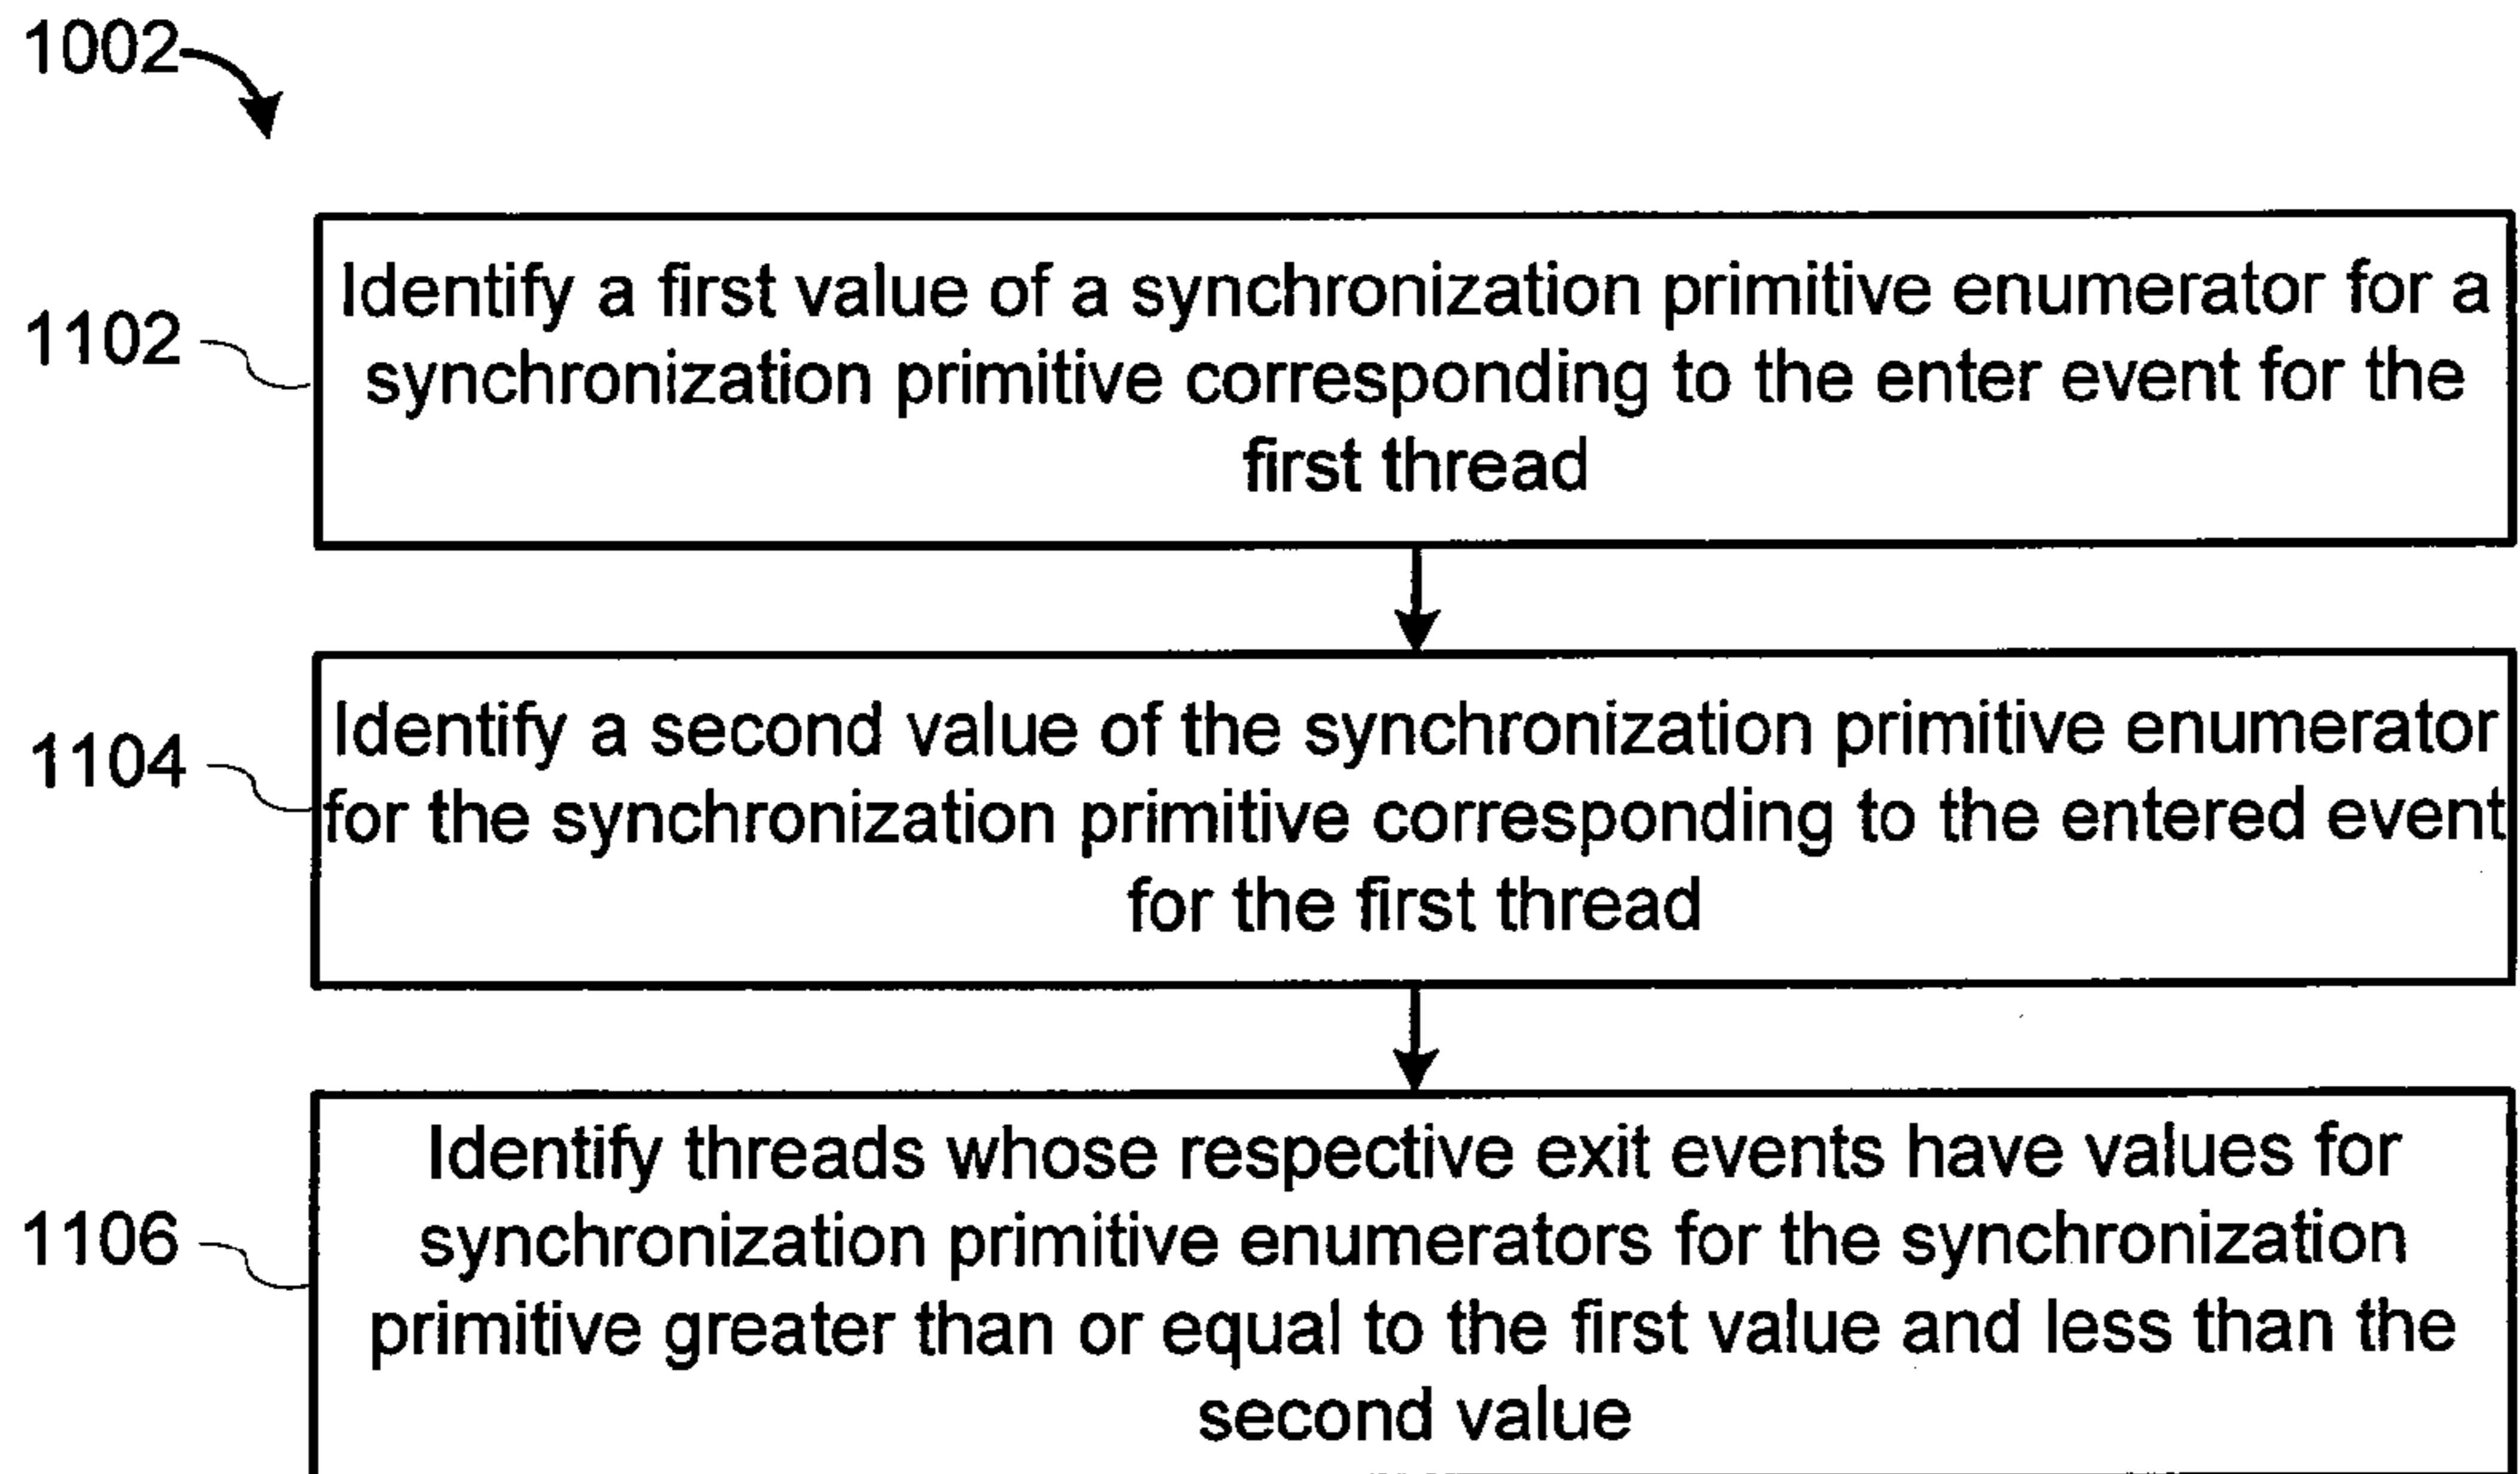 1002
1102
Identify a first value of a synchronization primitive enumerator for a
synchronization primitive corresponding to the enter event for the
first thread
1104
Identify a second value of the synchronization primitive enumerator
for the synchronization primitive corresponding to the entered event
for the first thread
1106
Identify threads whose respective exit events have values for
synchronization primitive enumerators for the synchronization
primitive greater than or equal to the first value and less than the
second value